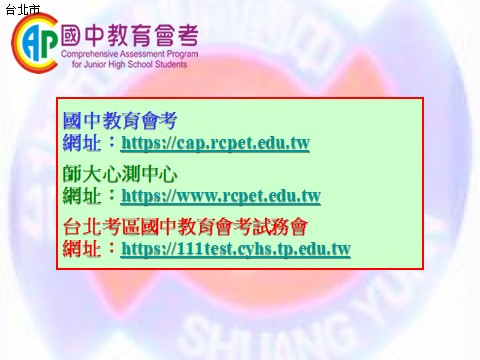 台北市
CAP
國中教育會考
Comprehensive Assessment Program
for Junior High School Students
國中教育會考
網址：https://cap.rcpet.edu.tw
師大心測中心
網址：https://www.rcpet.edu.tw
台北考區國中教育會考試務會
網址：https://111test.cyhs.tp.edu.tw
SHUANG YUAN